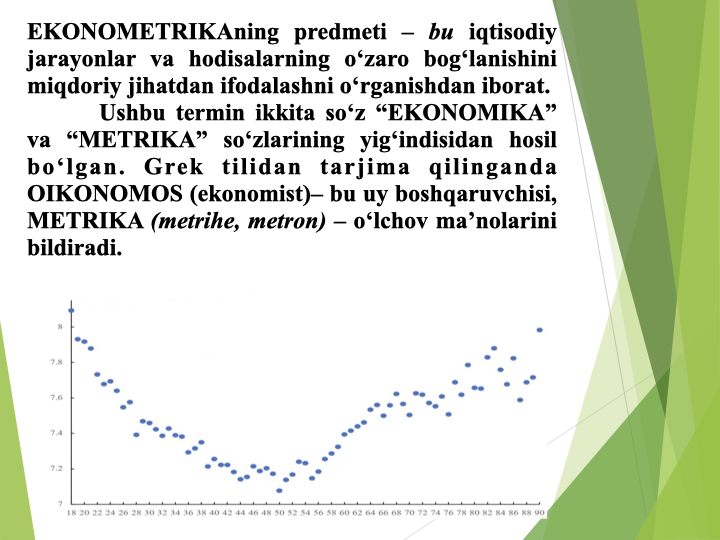 EKONOMETRIKAning predmeti – bu iqtisodiy
jarayonlar va hodisalarning o‘zaro bog‘lanishini
miqdoriy jihatdan ifodalashni o‘rganishdan iborat.
Ushbu termin ikkita so‘z “EKONOMIKA”
va “METRIKA” so‘zlarining yig‘indisidan hosil
bo‘lgan. Grek tilidan tarjima qilinganda
OIKONOMOS (ekonomist)– bu uy boshqaruvchisi,
METRIKA (metrihe, metron) – o‘lchov ma’nolarini
bildiradi.
8
7.8
7.6
7.4
7.2
7
18 20 22 24 26 28 30 32 34 36 38 40 42 44 46 48 50 52 54 56 58 60 62 64 66 68 70 72 74 76 78 80 82 84 86 88 90